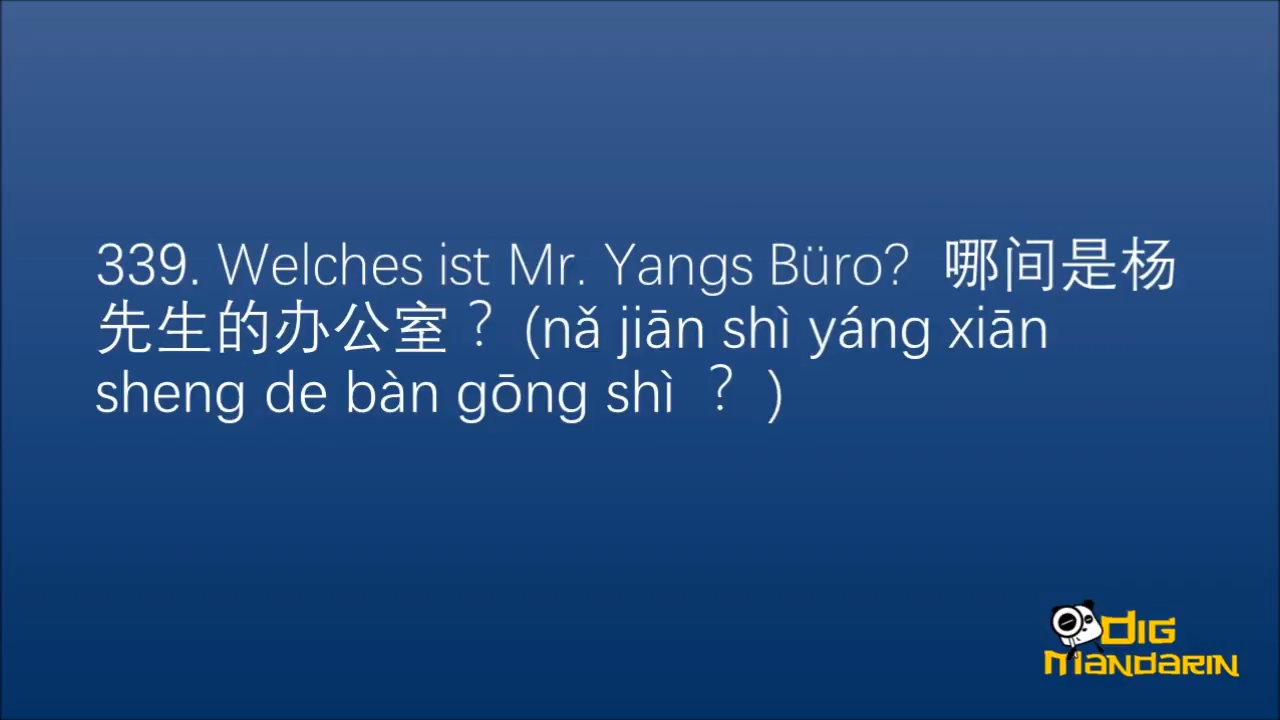 339. Welches ist Mr. Yangs Büro?  哪间是杨
先生的办公室？(nǎ jiān shì yáng xiān
sheng de bàn gōng shì ？)
DIG
MANDARIN